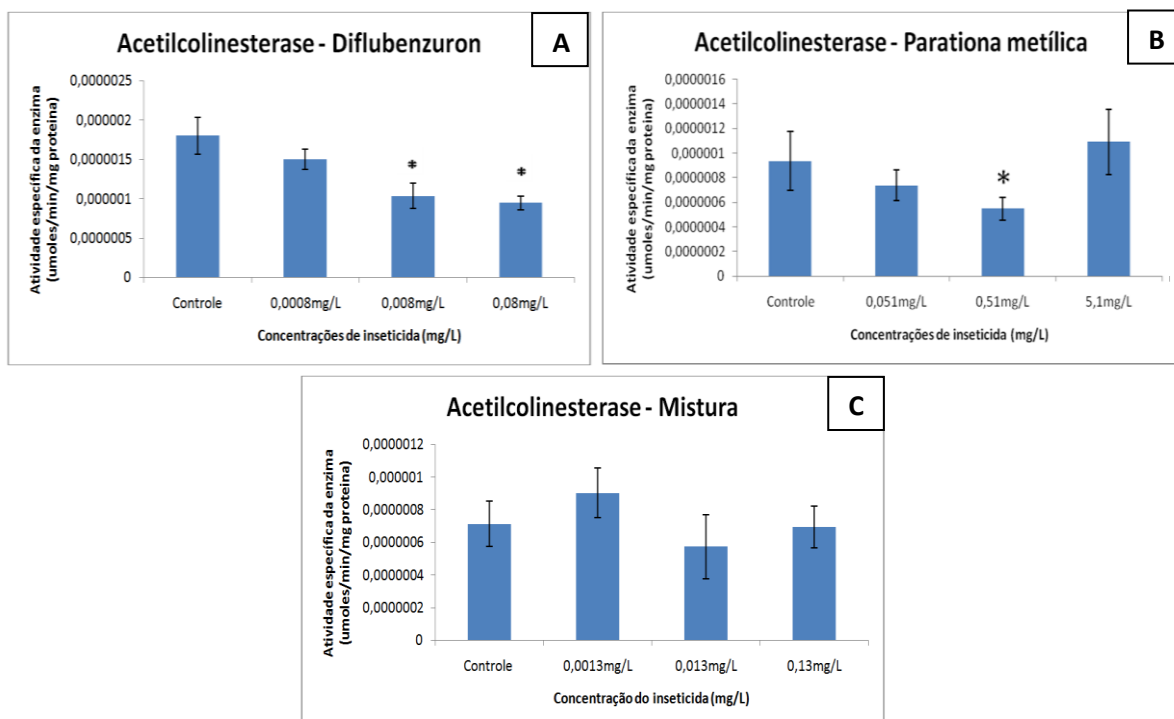 Acetilcolinesterase - Diflubenzuron
A
Atividade específica da enzima
(umoles/min/mg proteina)
0,0000025
0,000002
0,0000015
0,000001
0,0000005
0
*
*
Controle
0,0008mg/L
0,008mg/L
0,08mg/L
Concentrações de inseticida (mg/L)
Acetilcolinesterase - Parationa metílica
B
Atividade específica da enzima
(umoles/min/mg proteina)
0,0000016
0,0000014
0,0000012
0,000001
0,0000008
0,0000006
0,0000004
0,0000002
0
*
Controle
0,051mg/L
0,51mg/L
5,1mg/L
Concentrações de inseticida (mg/L)
Acetilcolinesterase - Mistura
C
Atividade específica da enzima
(umoles/min/mg proteina)
0,0000012
0,000001
0,0000008
0,0000006
0,0000004
0,0000002
0
Controle
0,0013mg/L
0,013mg/L
0,13mg/L
Concentração do inseticida (mg/L)